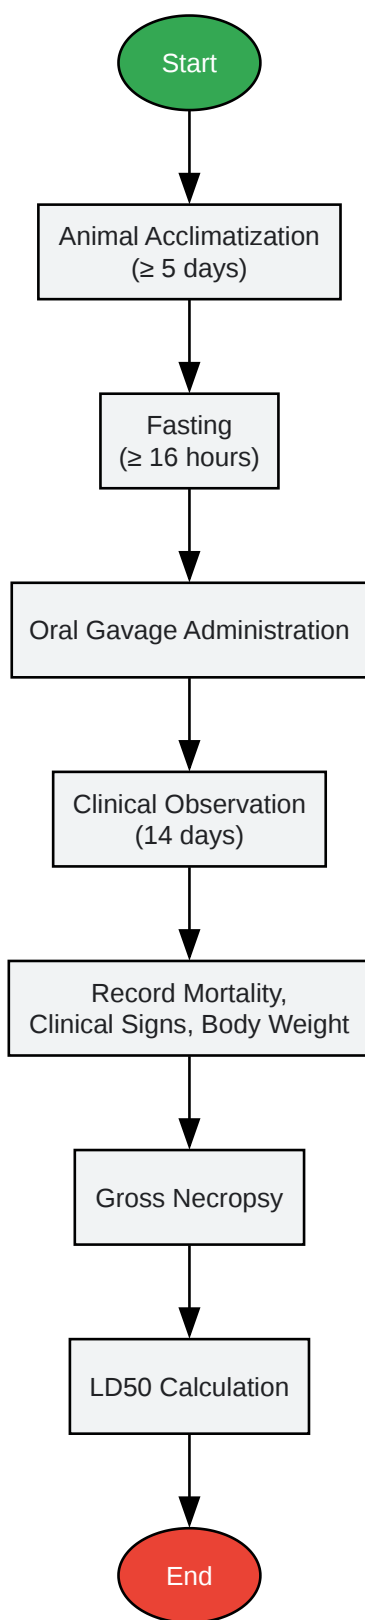 Start
Animal Acclimatization
(≥ 5 days)
Fasting
(≥ 16 hours)
Oral Gavage Administration
Clinical Observation
(14 days)
Record Mortality,
Clinical Signs, Body Weight
Gross Necropsy
LD50 Calculation
End